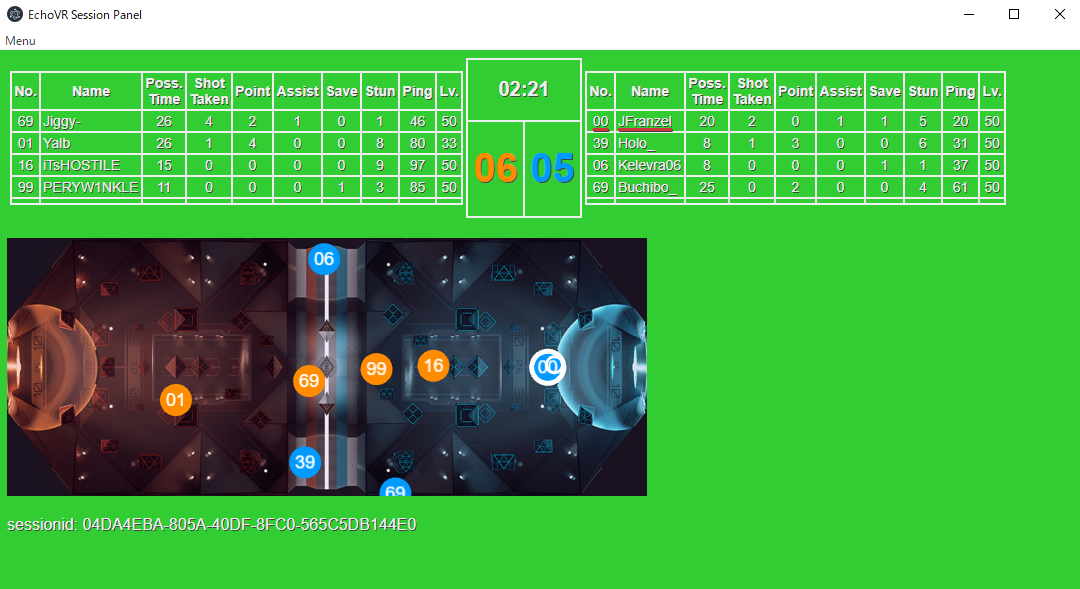 EchoVR Session Panel
Menu
No. Name Poss. Time Shot Taken Point Assist Save Stun Ping Lv.
69 Jiggy- 26 4 2 1 0 1 46 50
01 Yalb 26 1 4 0 0 8 80 33
16 iTsHOSTILE 15 0 0 0 0 9 97 50
99 PERYW1NKLE 11 0 0 0 1 3 85 50
02:21
06 05
No. Name Poss. Time Shot Taken Point Assist Save Stun Ping Lv.
00 JFranzel 20 2 0 1 1 5 20 50
39 Holo_ 8 1 3 0 0 6 31 50
06 Kelevra06 8 0 0 0 1 1 37 50
69 Buchibo_ 25 0 2 0 0 4 61 50
06
99 16 00
69
01
39
69
sessionid: 04DA4EBA-805A-40DF-8FC0-565C5DB144E0